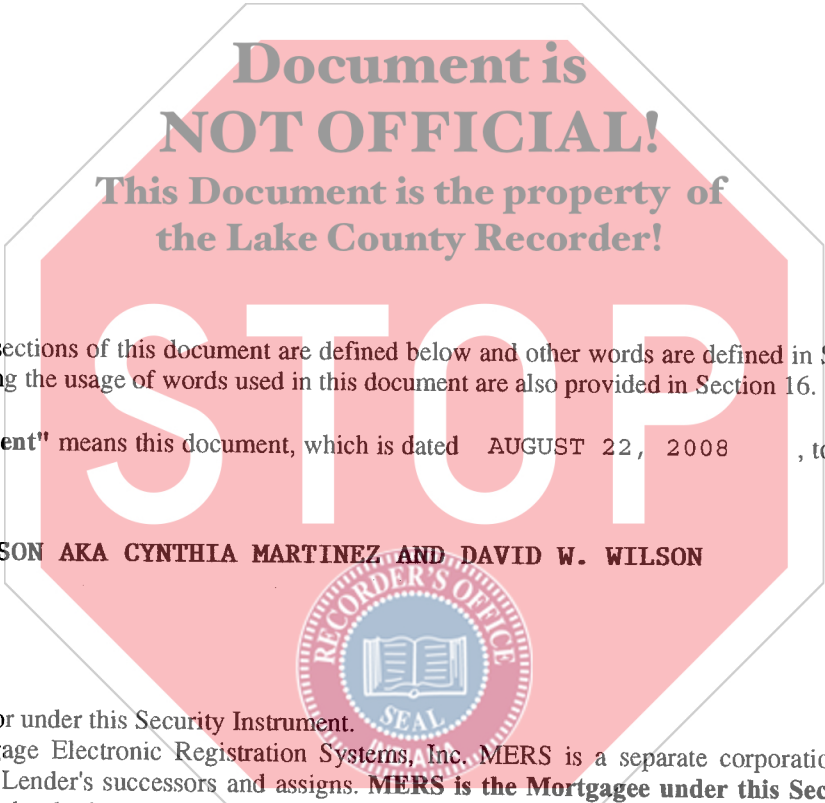 Document is
NOT OFFICIAL!
This Document is the property of
the Lake County Recorder!
STOP
sections of this document are defined below and other words are defined in S
g the usage of words used in this document are also provided in Section 16.
ent" means this document, which is dated AUGUST 22, 2008 , to
SON AKA CYNTHIA MARTINEZ AND DAVID W. WILSON
RECORDER'S OFFICE
SEAL
or under this Security Instrument.
gage Electronic Registration Systems, Inc. MERS is a separate corporatio
Lender's successors and assigns. MERS is the Mortgagee under this Sec